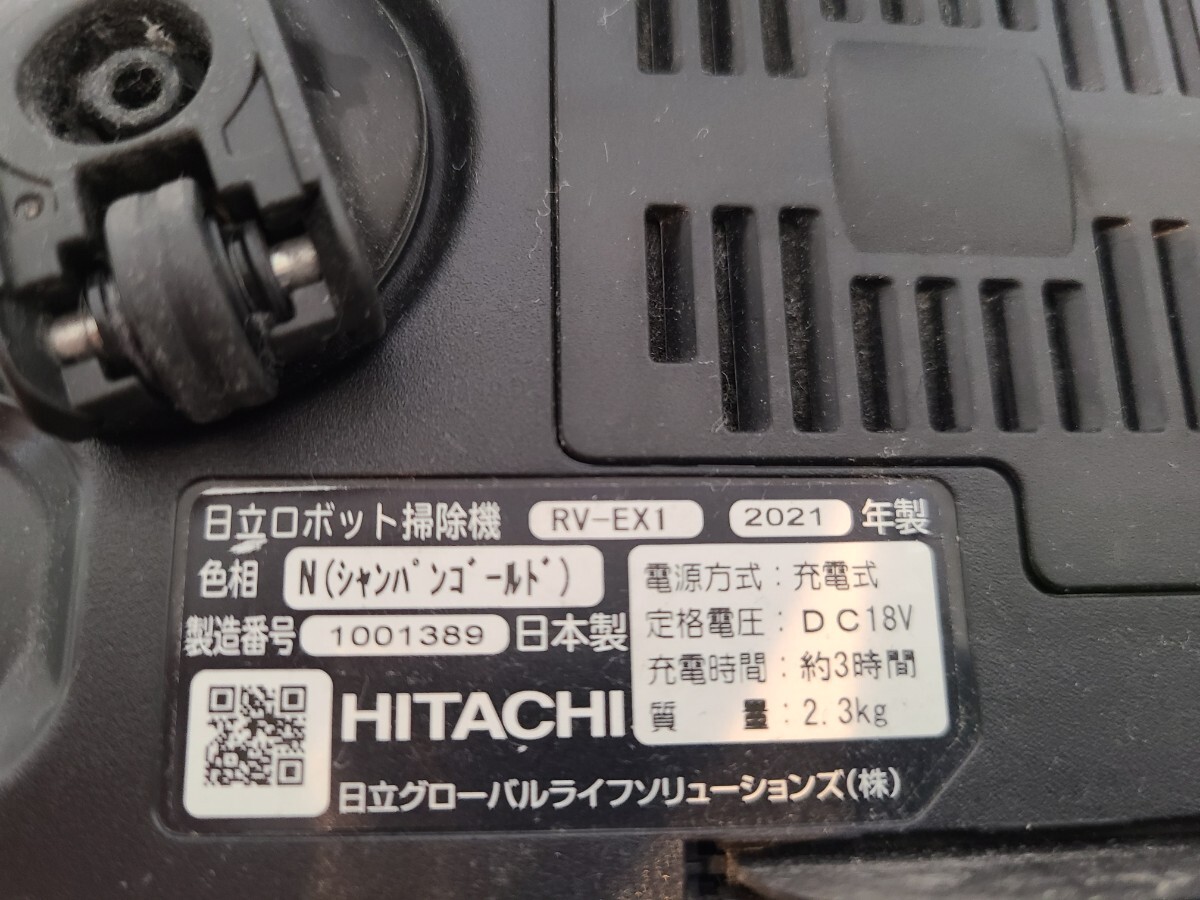 日立ロボット掃除機 RV-EX1 2021 年製
色相 N(シャンパンゴールド)
製造番号 1001389 日本製
電源方式：充電式
定格電圧：DC18V
充電時間：約3時間
質 量：2.3kg
HITACHI
日立グローバルライフソリューションズ(株)